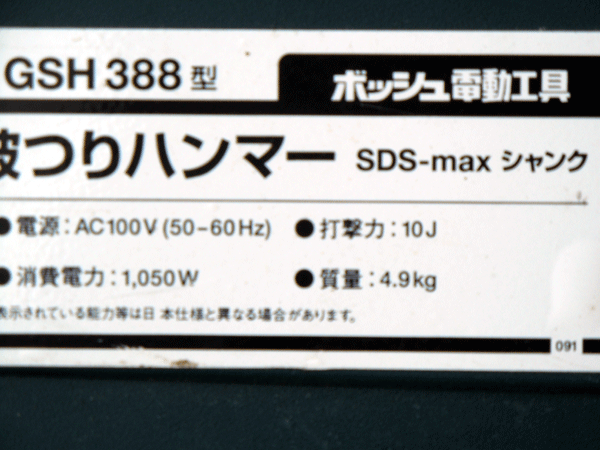 GSH 388型
ボッシュ電動工具
破つりハンマー SDS-max シャンク
●電源:AC100V (50-60Hz) ●打撃力:10J
●消費電力:1,050W ●質量:4.9kg
表示されている能力等は日本仕様と異なる場合があります。
091